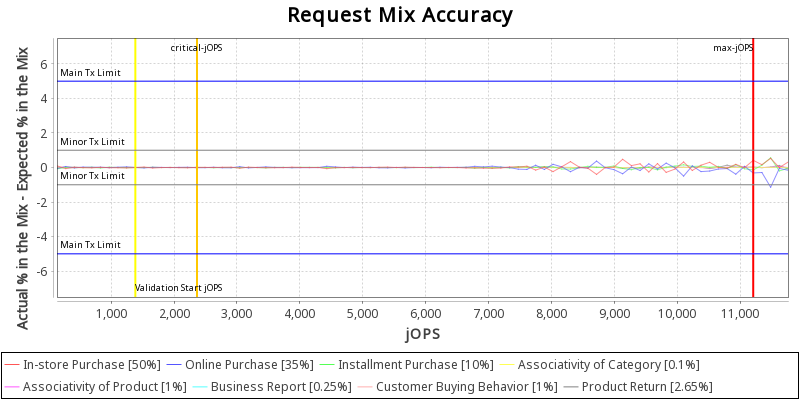 Request Mix Accuracy
Actual % in the Mix - Expected % in the Mix
critical-jOPS
max-jOPS
6
Main Tx Limit
4
2
Minor Tx Limit
0
Minor Tx Limit
-2
-4
Main Tx Limit
-6
Validation Start jOPS
1,000 2,000 3,000 4,000 5,000 6,000 7,000 8,000 9,000 10,000 11,000
jOPS
In-store Purchase [50%] Online Purchase [35%] Installment Purchase [10%] Associativity of Category [0.1%]
Associativity of Product [1%] Business Report [0.25%] Customer Buying Behavior [1%] Product Return [2.65%]